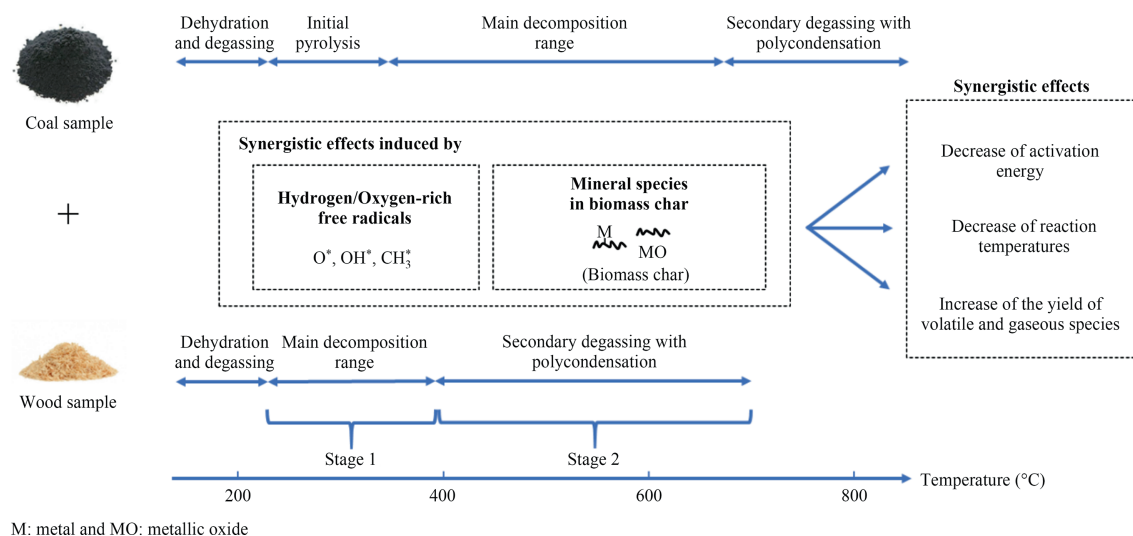 Dehydration
and degassing
Initial
pyrolysis
Main decomposition
range
Secondary degassing with
polycondensation
Coal sample
Synergistic effects
Synergistic effects induced by
Hydrogen/Oxygen-rich
free radicals
O*, OH*, CH₃*
Mineral species
in biomass char
M
MO
(Biomass char)
Decrease of activation
energy
Decrease of reaction
temperatures
Increase of the yield of
volatile and gaseous species
+
Dehydration
and degassing
Main decomposition
range
Secondary degassing with
polycondensation
Wood sample
Stage 1
Stage 2
Temperature (°C)
200
400
600
800
M: metal and MO: metallic oxide